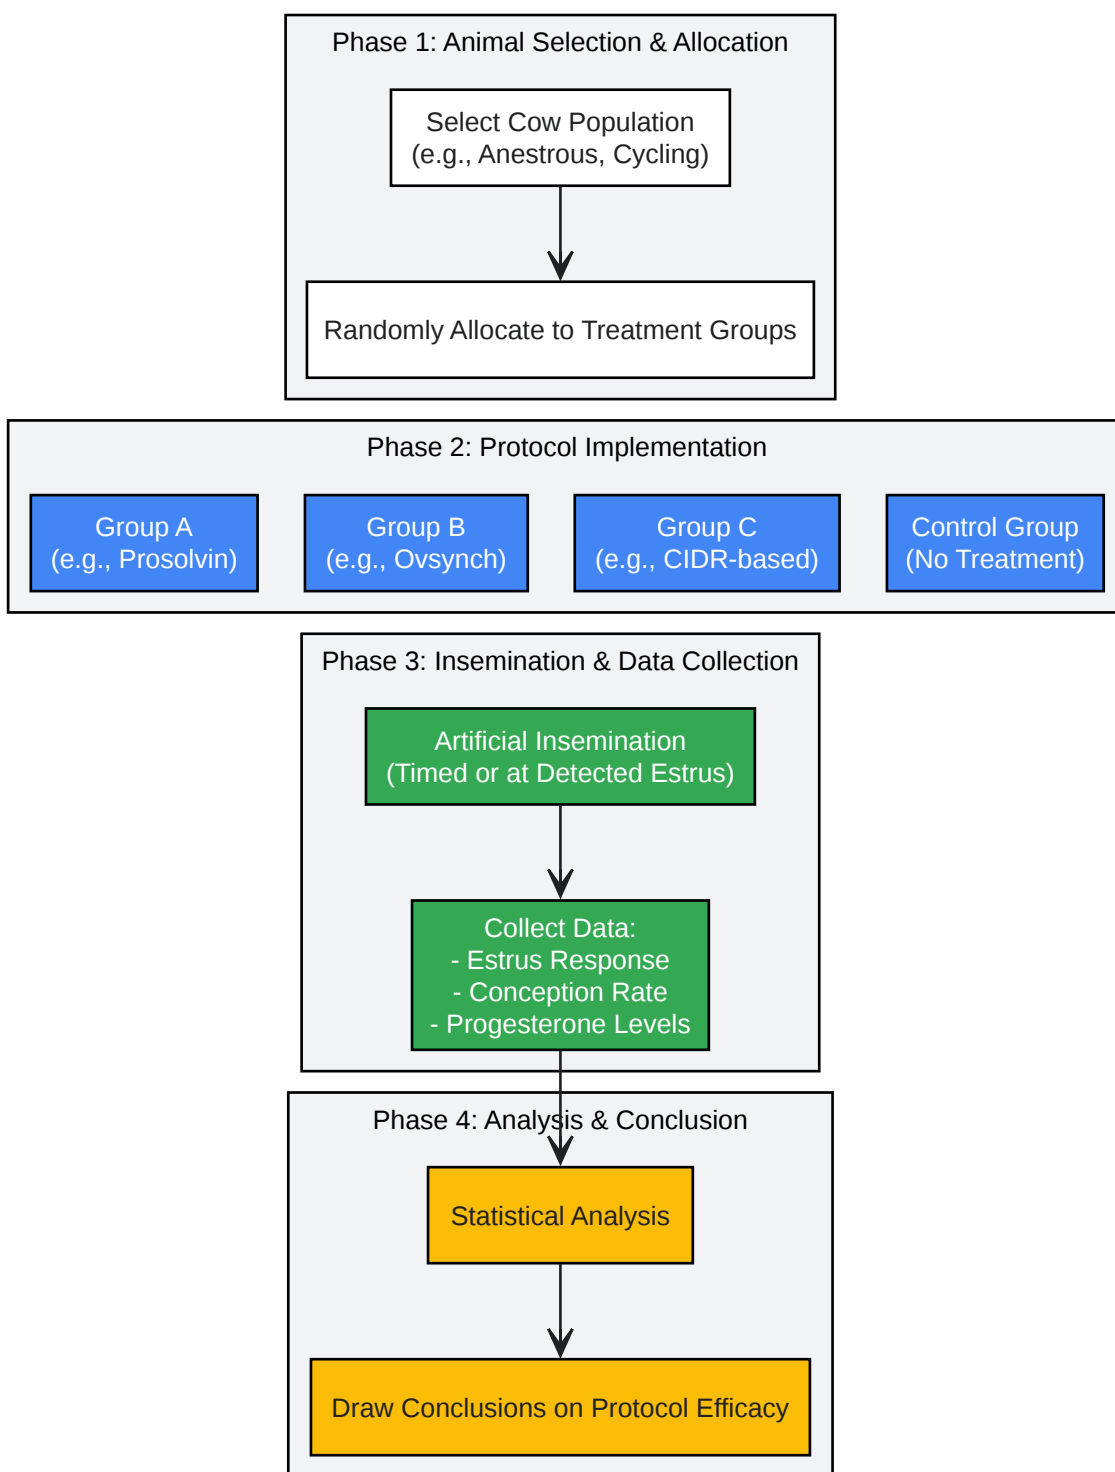 Phase 1: Animal Selection & Allocation
Select Cow Population
(e.g., Anestrous, Cycling)
Randomly Allocate to Treatment Groups
Phase 2: Protocol Implementation
Group A
(e.g., Prosolvin)
Group B
(e.g., Ovsynch)
Group C
(e.g., CIDR-based)
Control Group
(No Treatment)
Phase 3: Insemination & Data Collection
Artificial Insemination
(Timed or at Detected Estrus)
Collect Data:
- Estrus Response
- Conception Rate
- Progesterone Levels
Phase 4: Analysis & Conclusion
Statistical Analysis
Draw Conclusions on Protocol Efficacy